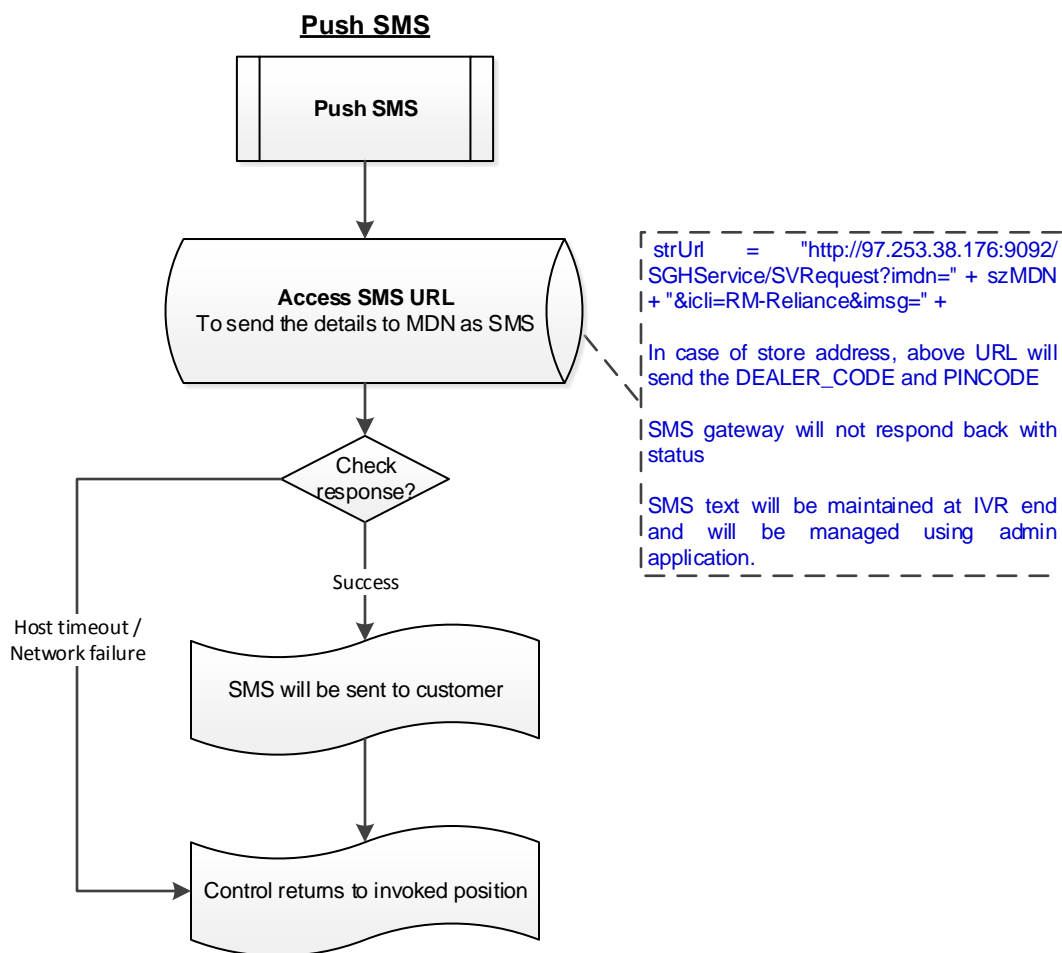 Push SMS
Push SMS
Access SMS URL
To send the details to MDN as SMS
strUrl = "http://97.253.38.176:9092/
SGHService/SVRequest?imdn=" + szMDN
+ "&icli=RM-Reliance&imsg=" +
In case of store address, above URL will
send the DEALER_CODE and PINCODE
SMS gateway will not respond back with
status
SMS text will be maintained at IVR end
and will be managed using admin
application.
Check
response?
Success
Host timeout /
Network failure
SMS will be sent to customer
Control returns to invoked position